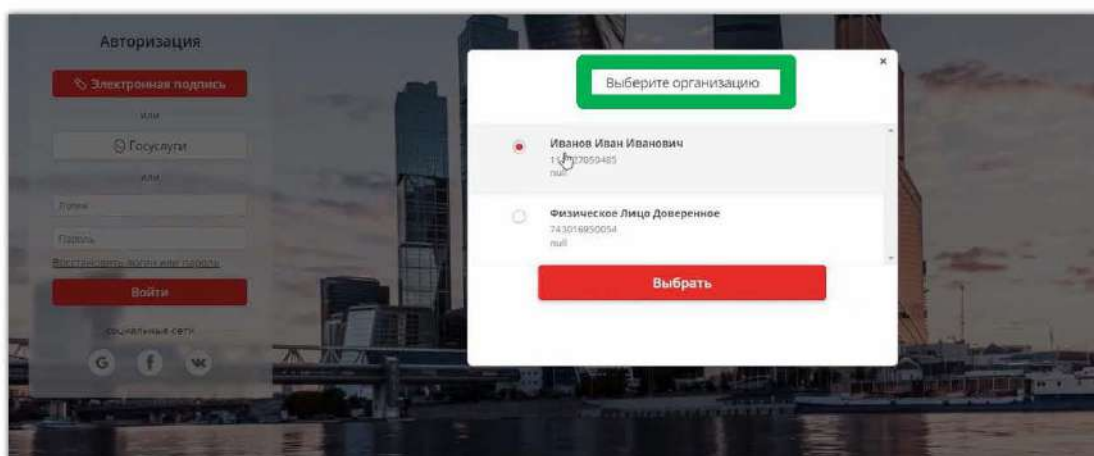 Авторизация
Электронная подпись
или
Госуслуги
или
Логин
Пароль
Восстановить логин или пароль
Войти
социальные сети
G f
Выберите организацию
×
Иванов Иван Иванович
null
Физическое Лицо Доверенное
743016950054
null
Выбрать